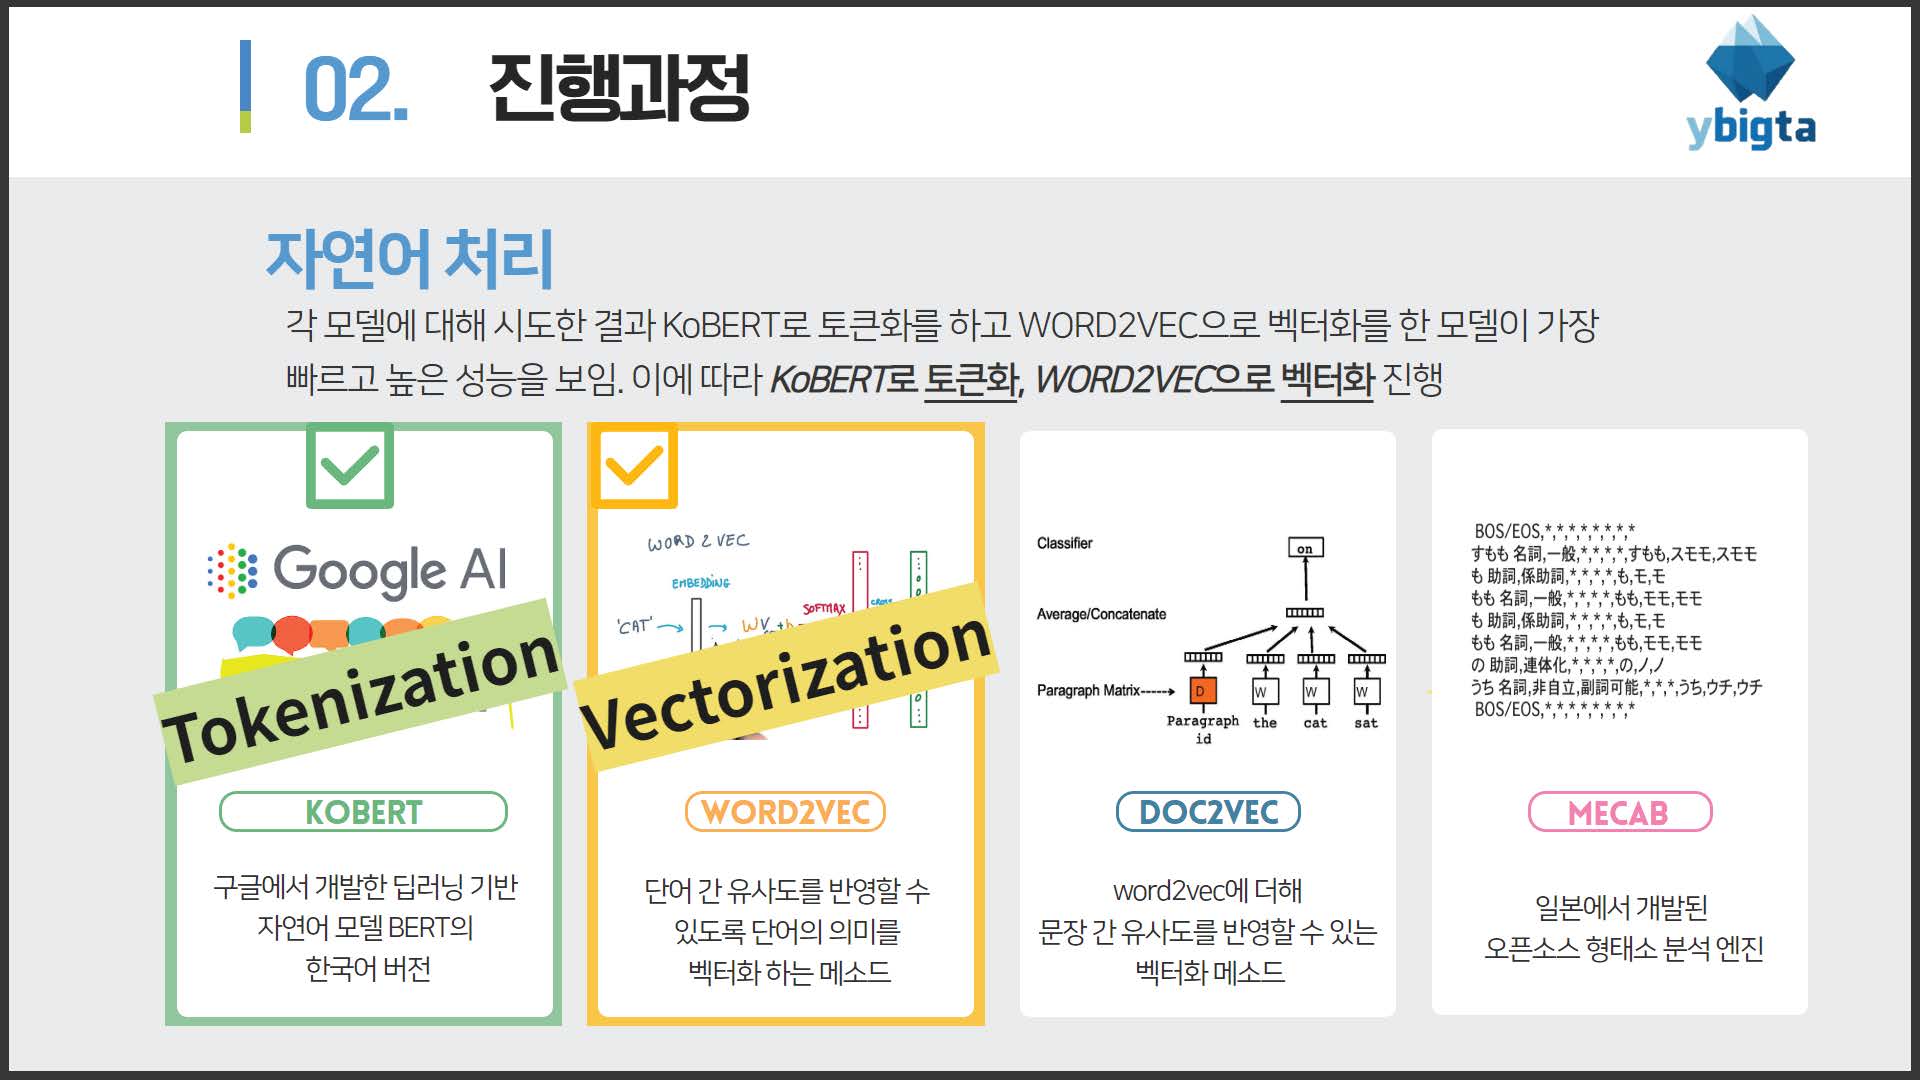 02. 진행과정
ybigta
자연어 처리
각 모델에 대해 시도한 결과 KoBERT로 토큰화를 하고 WORD2VEC으로 벡터화를 한 모델이 가장
빠르고 높은 성능을 보임. 이에 따라 KoBERT로 토큰화, WORD2VEC으로 벡터화 진행
Google AI
Tokenization
KOBERT
구글에서 개발한 딥러닝 기반
자연어 모델 BERT의
한국어 버전
WORD 2 VEC
EMBEDDING
'CAT'
SOFTMAX
Vectorization
WORD2VEC
단어 간 유사도를 반영할 수
있도록 단어의 의미를
벡터화 하는 메소드
Classifier
on
Average/Concatenate
Paragraph Matrix
D W W W
Paragraph the cat sat
id
DOC2VEC
word2vec에 더해
문장 간 유사도를 반영할 수 있는
벡터화 메소드
BOS/EOS,*,*,*,*,*,*,*,*
すもも 名詞,一般,*,*,*,*,すもも,スモモ,スモモ
も 助詞,係助詞,*,*,*,*,も,モ,モ
もも 名詞,一般,*,*,*,*,もも,モモ,モモ
も 助詞,係助詞,*,*,*,*,も,モ,モ
もも 名詞,一般,*,*,*,*,もも,モモ,モモ
の 助詞,連体化,*,*,*,*,の,ノ,ノ
うち 名詞,非自立,副詞可能,*,*,*,うち,ウチ,ウチ
BOS/EOS,*,*,*,*,*,*,*,*
MECAB
일본에서 개발된
오픈소스 형태소 분석 엔진